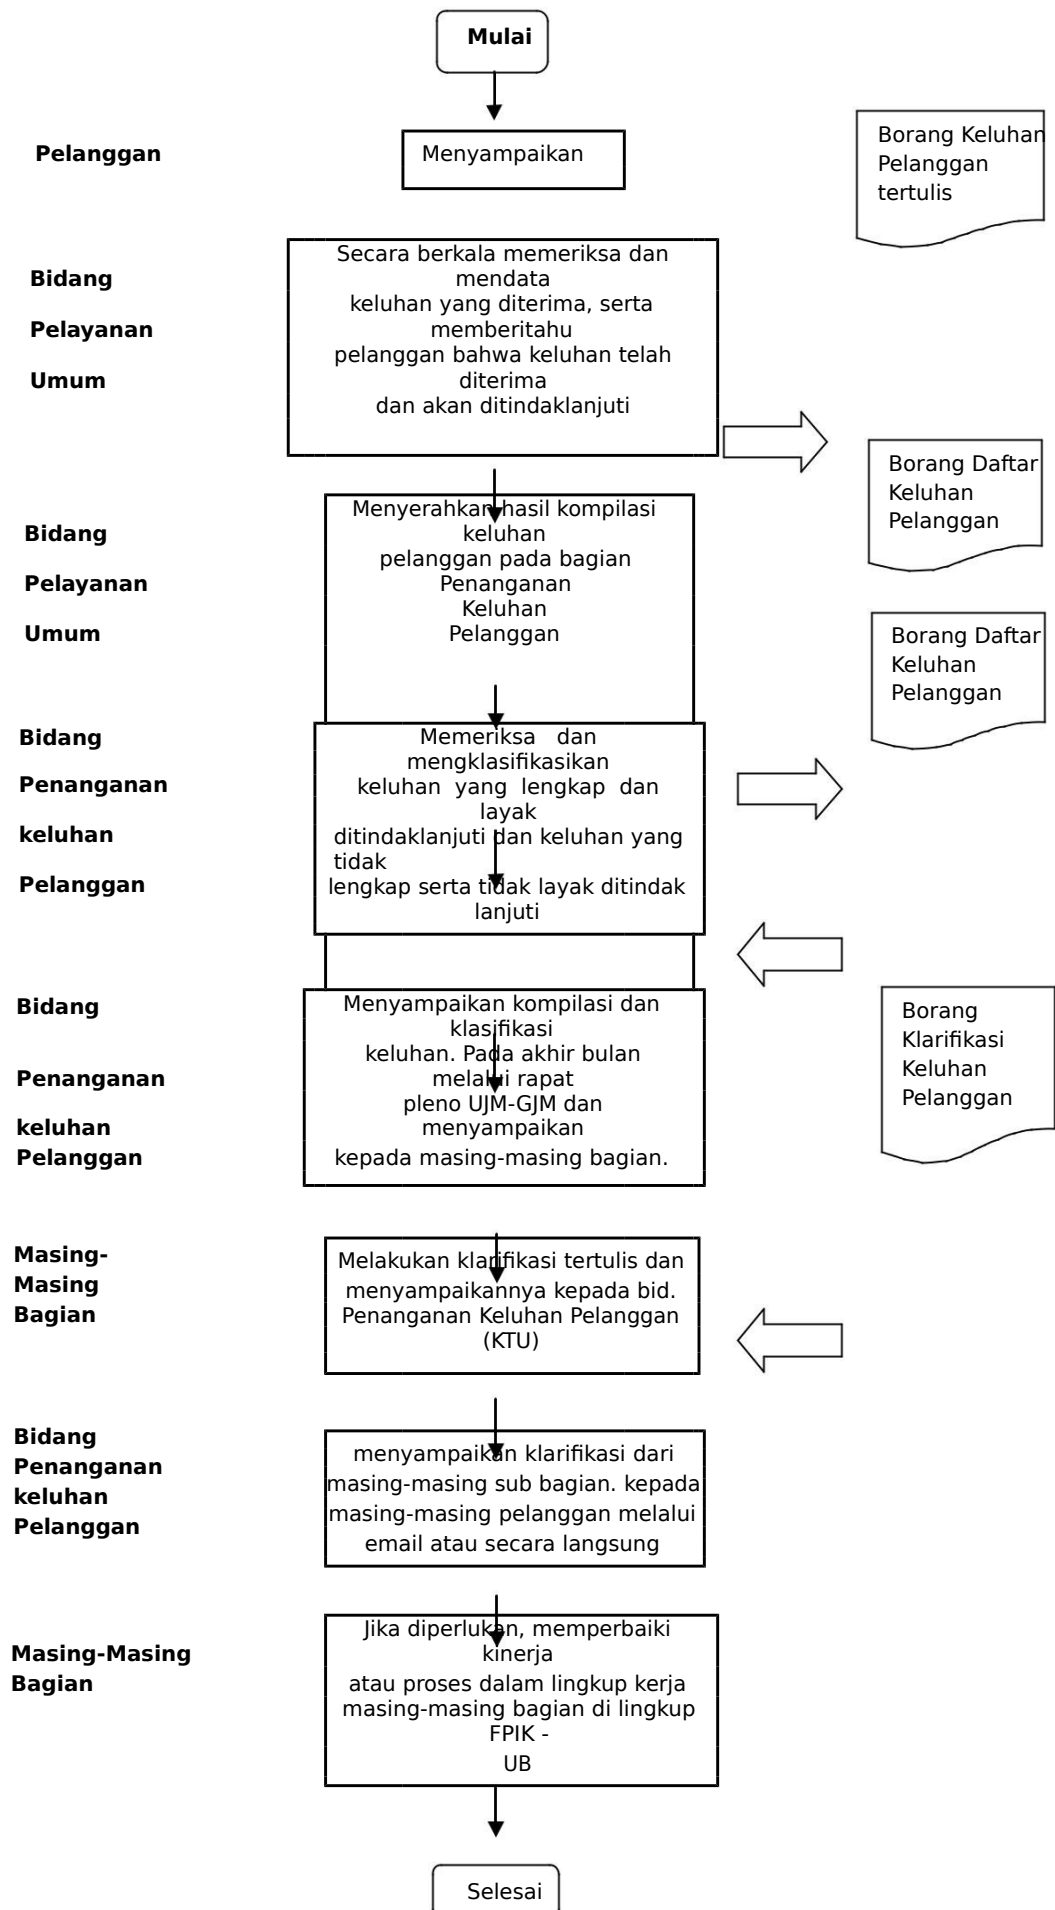 Mulai
Pelanggan
Menyampaikan
Borang Keluhan
Pelanggan
tertulis
Bidang
Pelayanan
Umum
Secara berkala memeriksa dan
mendata
keluhan yang diterima, serta
memberitahu
pelanggan bahwa keluhan telah
diterima
dan akan ditindaklanjuti
Borang Daftar
Keluhan
Pelanggan
Bidang
Pelayanan
Umum
Menyerahkan hasil kompilasi
keluhan
pelanggan pada bagian
Penanganan
Keluhan
Pelanggan
Borang Daftar
Keluhan
Pelanggan
Bidang
Penanganan
keluhan
Pelanggan
Memeriksa dan
mengklasifikasikan
keluhan yang lengkap dan
layak
ditindaklanjuti dan keluhan yang
tidak
lengkap serta tidak layak ditindak
lanjuti
Bidang
Penanganan
keluhan
Pelanggan
Menyampaikan kompilasi dan
klasifikasi
keluhan. Pada akhir bulan
melalui rapat
pleno UJM-GJM dan
menyampaikan
kepada masing-masing bagian.
Borang
Klarifikasi
Keluhan
Pelanggan
Masing-
Masing
Bagian
Melakukan klarifikasi tertulis dan
menyampaikannya kepada bid.
Penanganan Keluhan Pelanggan
(KTU)
Bidang
Penanganan
keluhan
Pelanggan
menyampaikan klarifikasi dari
masing-masing sub bagian. kepada
masing-masing pelanggan melalui
email atau secara langsung
Masing-Masing
Bagian
Jika diperlukan, memperbaiki
kinerja
atau proses dalam lingkup kerja
masing-masing bagian di lingkup
FPIK -
UB
Selesai